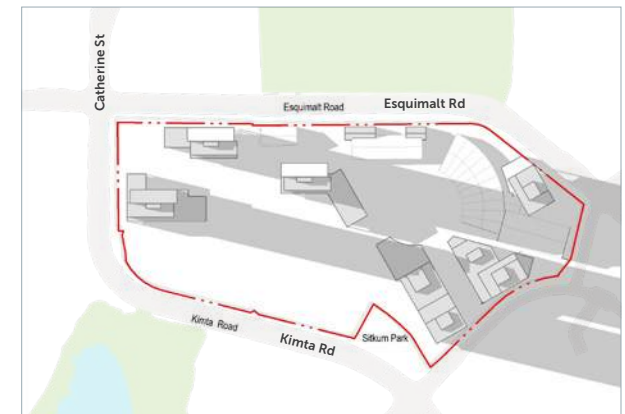 Catherine St
Esquimalt Road
Esquimalt Rd
Kimta Road
Kimta Rd
Sitkum Park